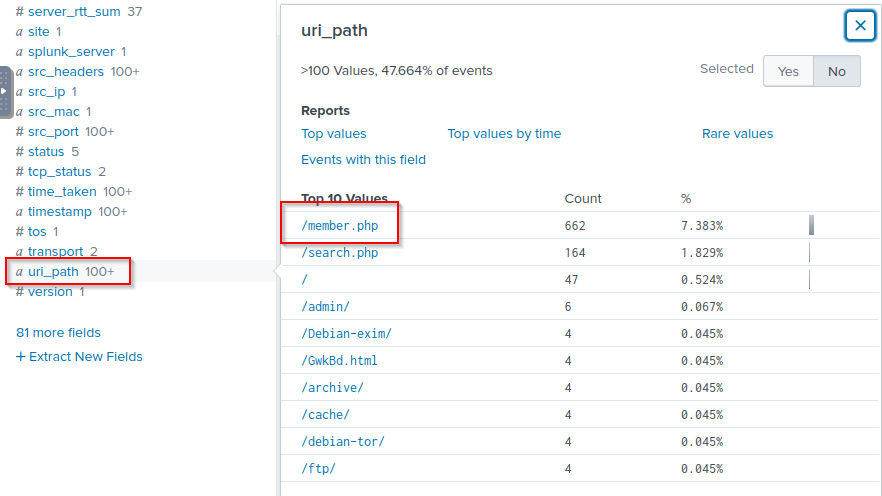 # server_rtt_sum 37
a site 1
a splunk_server 1
a src_headers 100+
a src_ip 1
a src_mac 1
# src_port 100+
# status 5
a tcp_status 2
# time_taken 100+
a timestamp 100+
# tos 1
a transport 2
a uri_path 100+
# version 1
81 more fields
+ Extract New Fields
uri_path
>100 Values, 47.664% of events
Selected Yes No
Reports
Top values Top values by time Rare values
Events with this field
Top 10 Values Count %
/member.php 662 7.383%
/search.php 164 1.829%
/ 47 0.524%
/admin/ 6 0.067%
/Debian-exim/ 4 0.045%
/GwkBd.html 4 0.045%
/archive/ 4 0.045%
/cache/ 4 0.045%
/debian-tor/ 4 0.045%
/ftp/ 4 0.045%